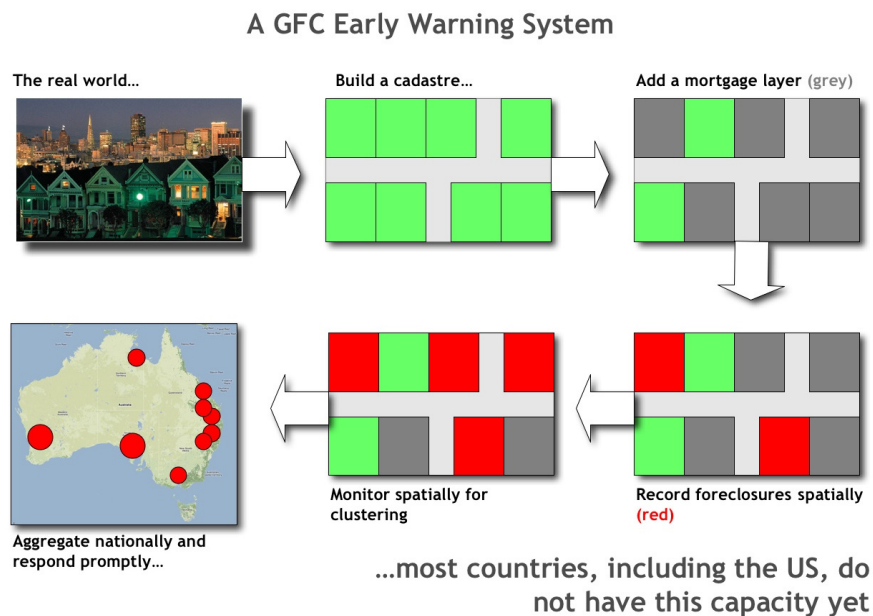 A GFC Early Warning System
The real world…
Build a cadastre…
Add a mortgage layer (grey)
Monitor spatially for
clustering
Record foreclosures spatially
(red)
Aggregate nationally and
respond promptly…
…most countries, including the US, do
not have this capacity yet